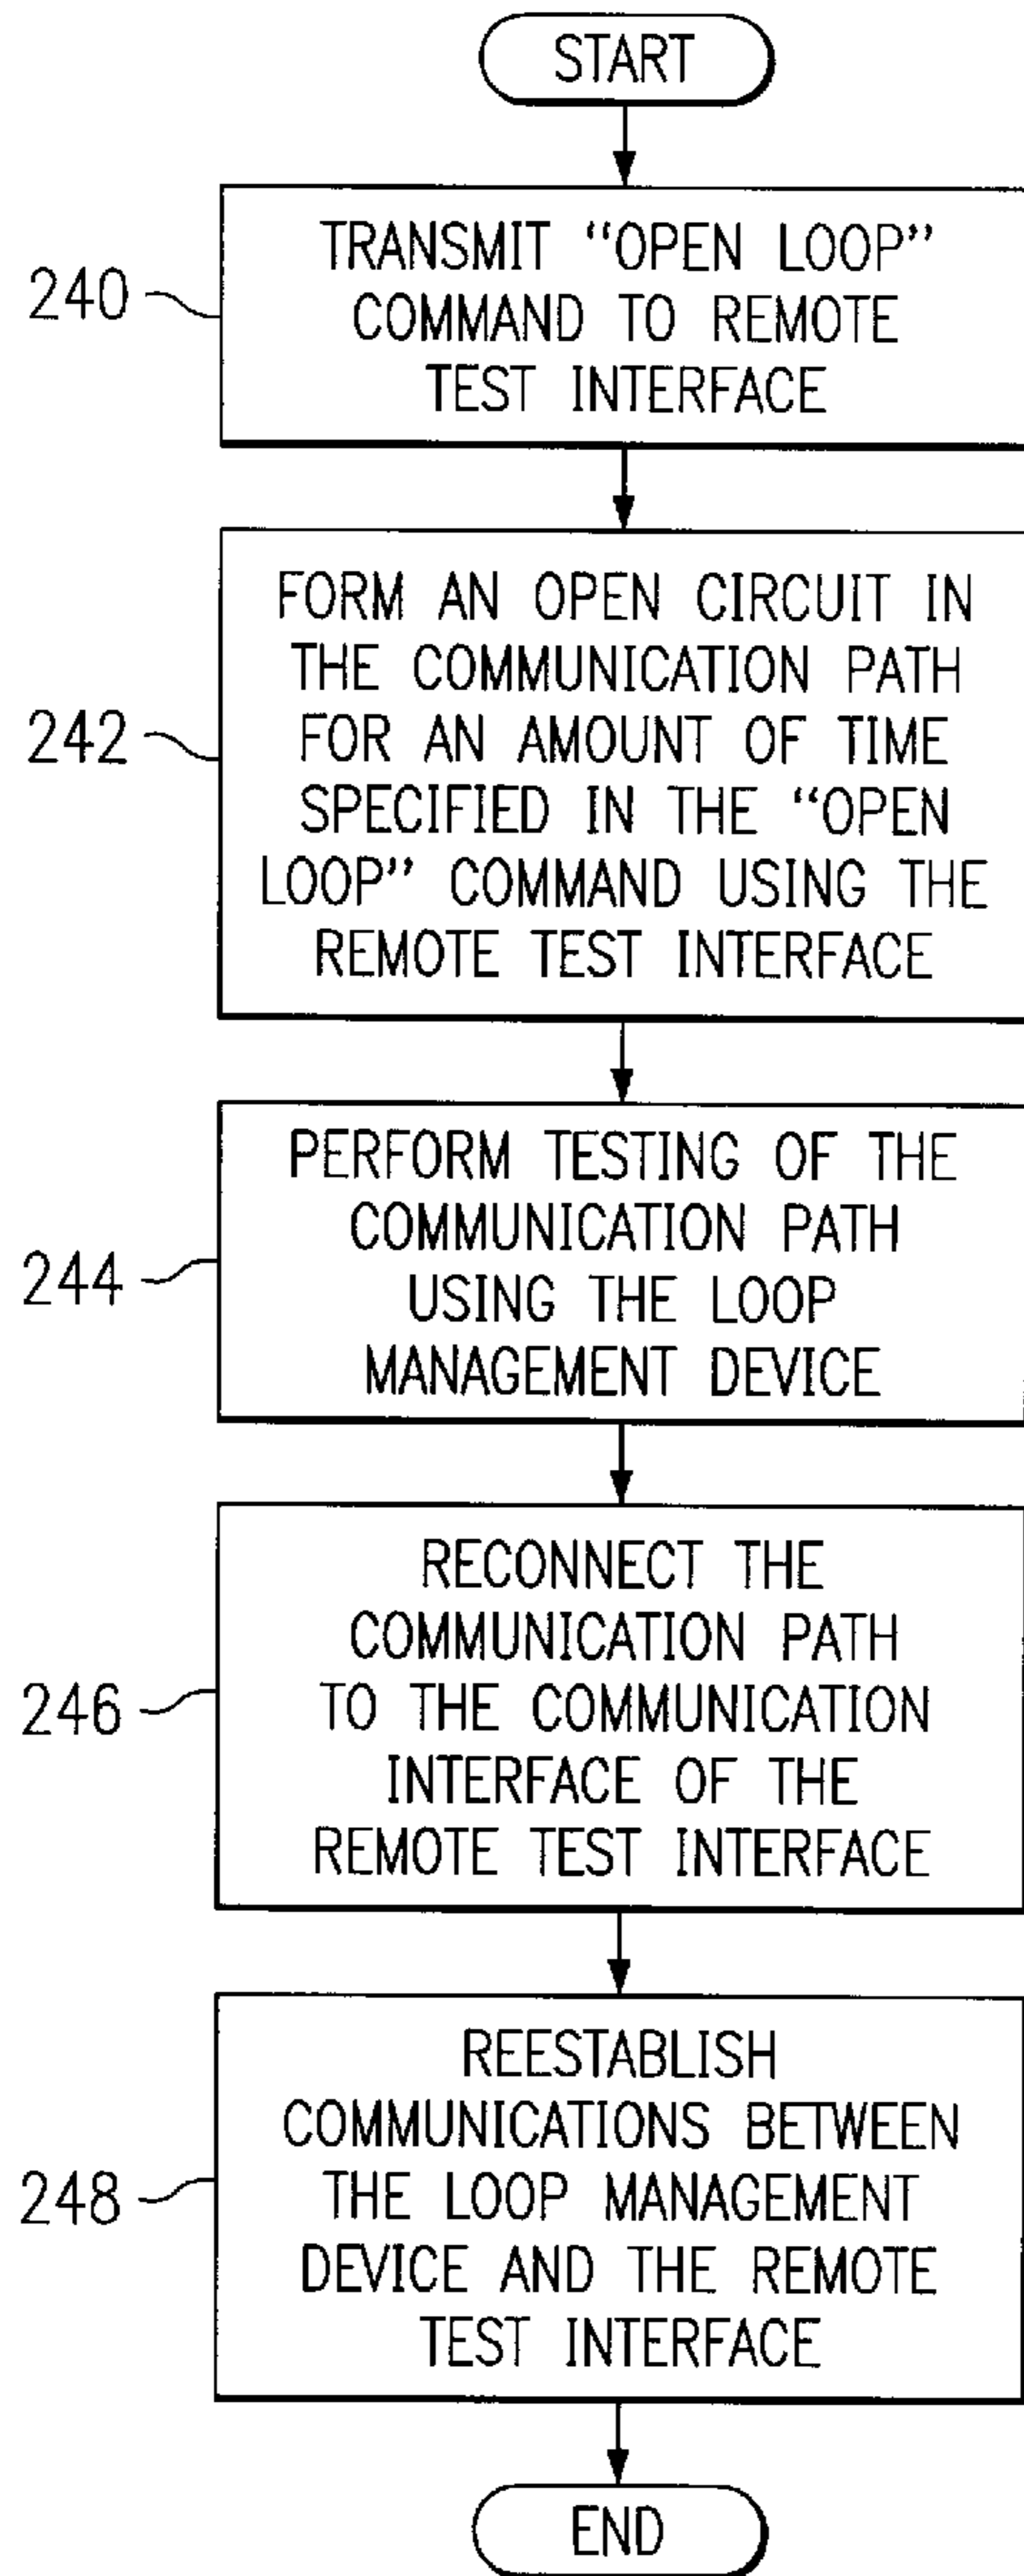 START
240
TRANSMIT “OPEN LOOP”
COMMAND TO REMOTE
TEST INTERFACE
242
FORM AN OPEN CIRCUIT IN
THE COMMUNICATION PATH
FOR AN AMOUNT OF TIME
SPECIFIED IN THE “OPEN
LOOP” COMMAND USING THE
REMOTE TEST INTERFACE
244
PERFORM TESTING OF THE
COMMUNICATION PATH
USING THE LOOP
MANAGEMENT DEVICE
246
RECONNECT THE
COMMUNICATION PATH
TO THE COMMUNICATION
INTERFACE OF THE
REMOTE TEST INTERFACE
248
REESTABLISH
COMMUNICATIONS BETWEEN
THE LOOP MANAGEMENT
DEVICE AND THE REMOTE
TEST INTERFACE
END